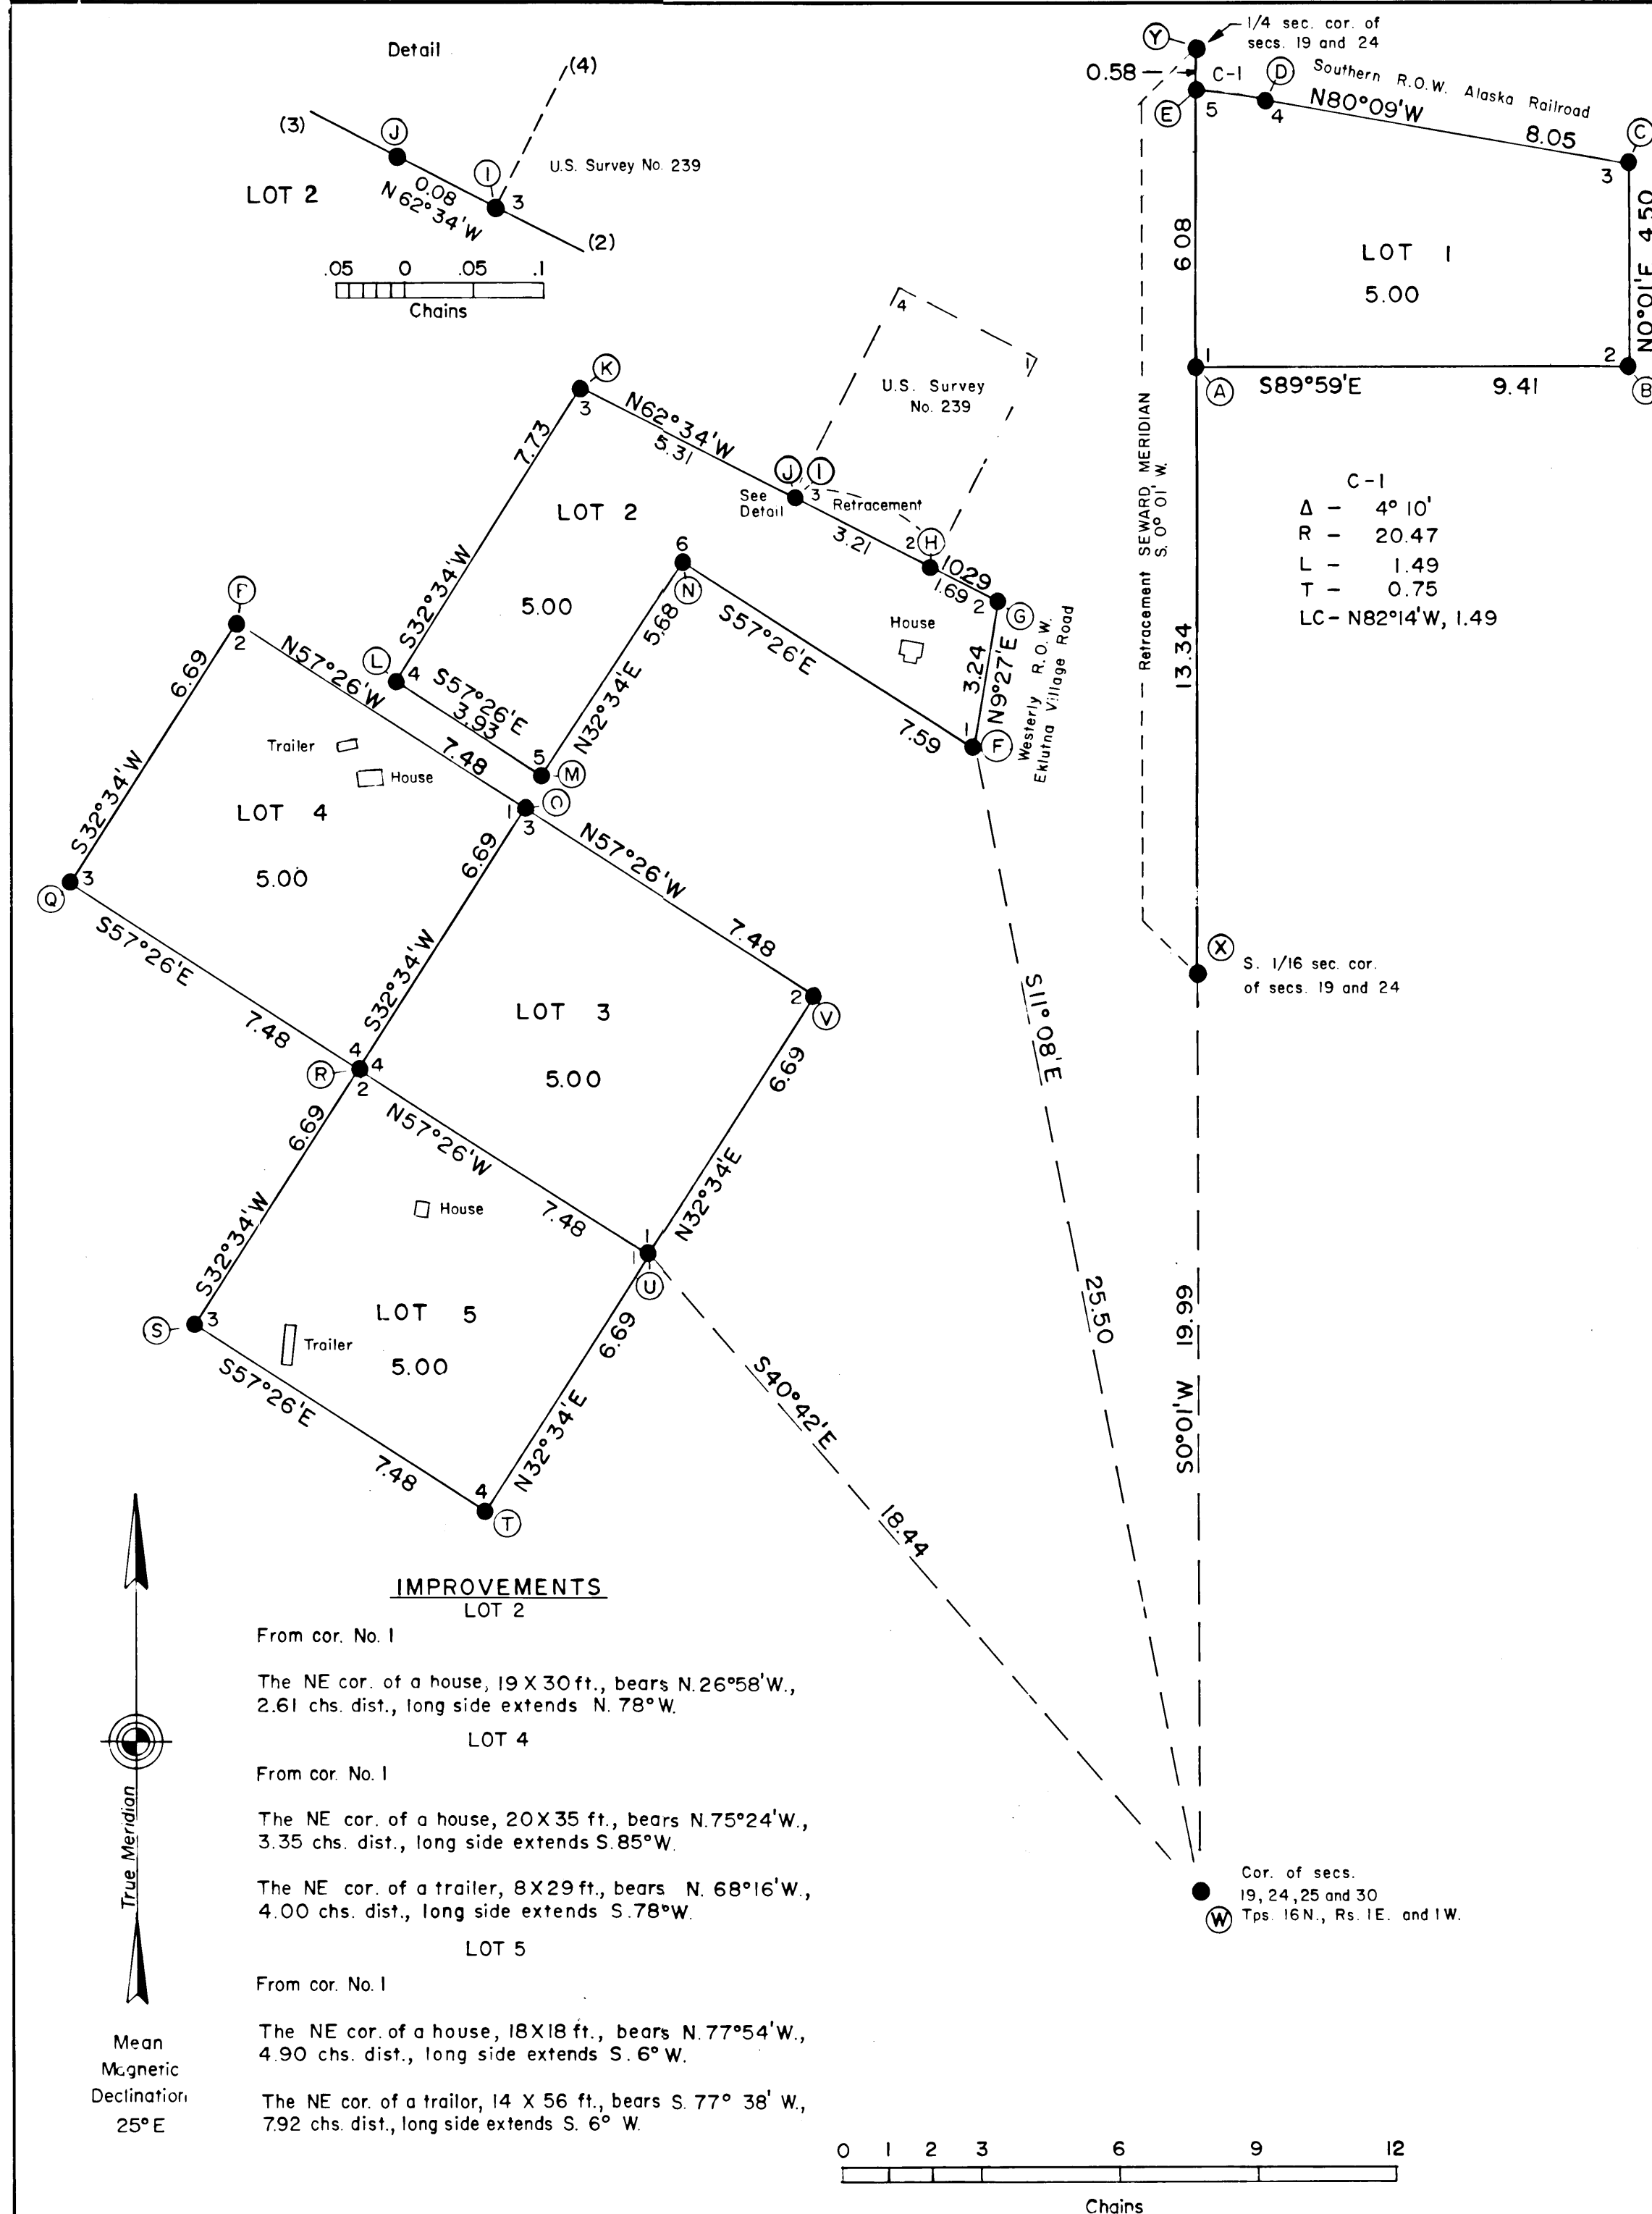 Detail
(4)
(3)
J
I
U.S. Survey No. 239
LOT 2
0.08
N 62°34'W
3
(2)
.05 0 .05 .1
Chains
Y
1/4 sec. cor. of
secs. 19 and 24
0.58
C-1
D
Southern R.O.W. Alaska Railroad
E
5
4
N80°09'W
8.05
C
3
6.08
LOT 1
5.00
N0°01'E 4.50
1
2
A
S89°59'E
9.41
B
C-1
Δ - 4° 10'
R - 20.47
L - 1.49
T - 0.75
LC- N82°14'W, 1.49
Retracement SEWARD MERIDIAN
S. 0° 01' W.
13.34
4
1
U.S. Survey
No. 239
K
3
N62°34'W
5.31
7.73
J I
3
See
Detail
Retracement
LOT 2
3.21
2
H
10.29
1.69
2
G
6
N
5.00
S32°34'W
5.68
S57°26'E
House
3.24
N9°27'E
Westerly R.O.W.
Eklutna Village Road
L
4
S57°26'E
3.93
N32°34'E
7.59
1
F
5
M
P
2
N57°26'W
6.69
Trailer
House
7.48
O
1
3
LOT 4
S32°34'W
5.00
6.69
N57°26'W
Q
3
7.48
S57°26'E
S32°34'W
X
S. 1/16 sec. cor.
of secs. 19 and 24
2
V
LOT 3
S11°08'E
7.48
4
4
R
2
5.00
6.69
6.69
N57°26'W
N32°34'E
House
7.48
S32°34'W
1
1
U
S
3
LOT 5
Trailer
6.69
25.50
19.99
5.00
S57°26'E
S40°42'E
S0°01'W
N32°34'E
7.48
4
T
18.44
IMPROVEMENTS
LOT 2
From cor. No. 1
The NE cor. of a house, 19 X 30 ft., bears N.26°58'W.,
2.61 chs. dist., long side extends N. 78° W.
LOT 4
From cor. No. 1
The NE cor. of a house, 20 X 35 ft., bears N.75°24'W.,
3.35 chs. dist., long side extends S.85°W.
The NE cor. of a trailer, 8X29 ft., bears N. 68°16'W.,
4.00 chs. dist., long side extends S.78°W.
LOT 5
From cor. No. 1
The NE cor. of a house, 18X18 ft., bears N.77°54'W.,
4.90 chs. dist., long side extends S. 6° W.
The NE cor. of a trailor, 14 X 56 ft., bears S. 77° 38' W.,
7.92 chs. dist., long side extends S. 6° W.
True Meridian
Mean
Magnetic
Declination
25° E
Cor. of secs.
19, 24, 25 and 30
W
Tps. 16N., Rs. 1E. and 1W.
0 1 2 3 6 9 12
Chains